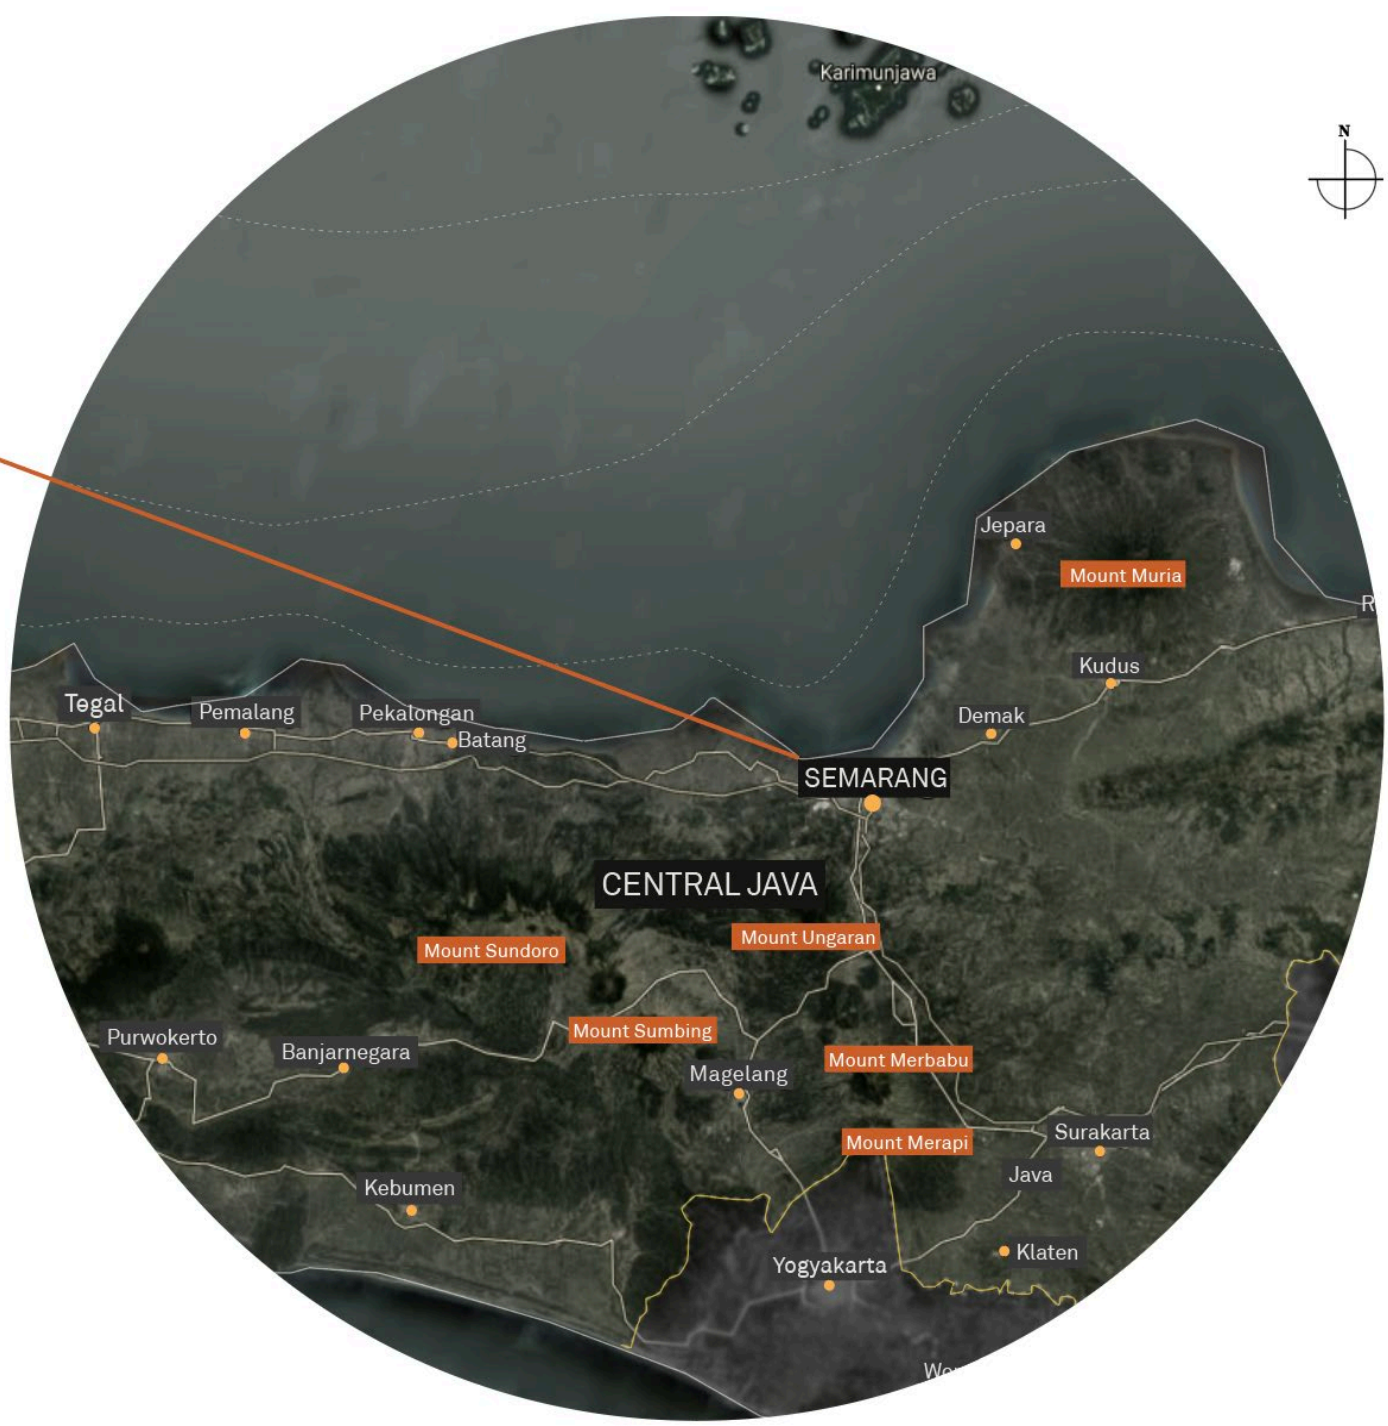 Karimunjawa
N
Jepara
Mount Muria
Kudus
Tegal
Pemalang
Pekalongan
Batang
Demak
SEMARANG
CENTRAL JAVA
Mount Ungaran
Mount Sundoro
Mount Sumbing
Purwokerto
Banjarnegara
Magelang
Mount Merbabu
Mount Merapi
Surakarta
Java
Kebumen
Klaten
Yogyakarta